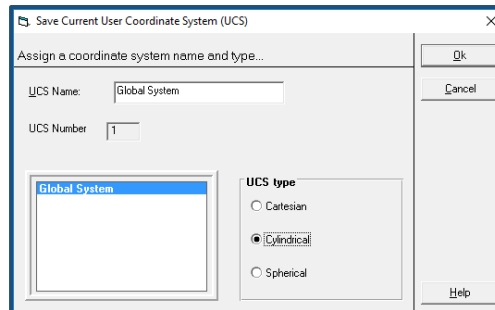 Save Current User Coordinate System (UCS)
Assign a coordinate system name and type...
Ok
UCS Name:
Global System
Cancel
UCS Number
1
Global System
UCS type
Cartesian
Cylindrical
Spherical
Help